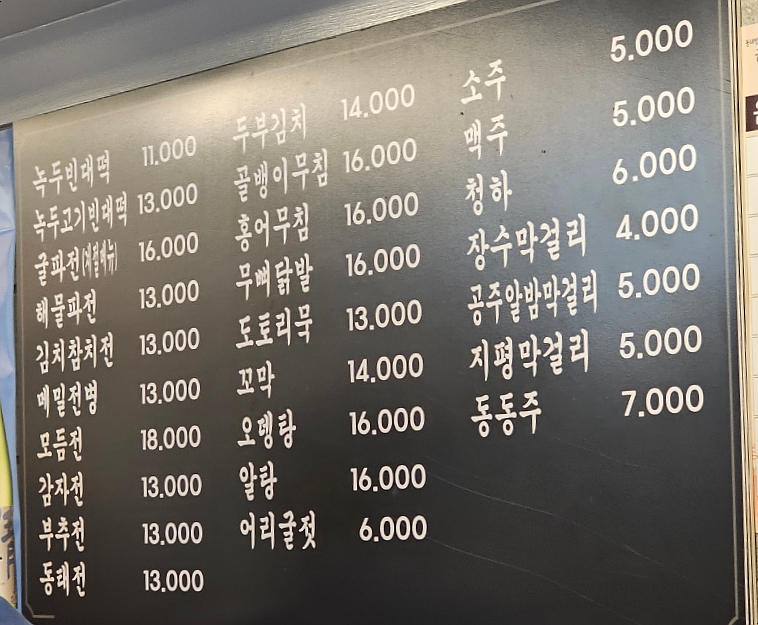 녹두빈대떡 11.000
녹두고기빈대떡 13.000
굴파전(계절메뉴) 16.000
해물파전 13.000
김치참치전 13.000
메밀전병 13.000
모듬전 18.000
감자전 13.000
부추전 13.000
동태전 13.000
두부김치 14.000
골뱅이무침 16.000
홍어무침 16.000
무뼈닭발 16.000
도토리묵 13.000
꼬막 14.000
오뎅탕 16.000
알탕 16.000
어리굴젓 6.000
소주 5.000
맥주 5.000
청하 6.000
장수막걸리 4.000
공주알밤막걸리 5.000
지평막걸리 5.000
동동주 7.000